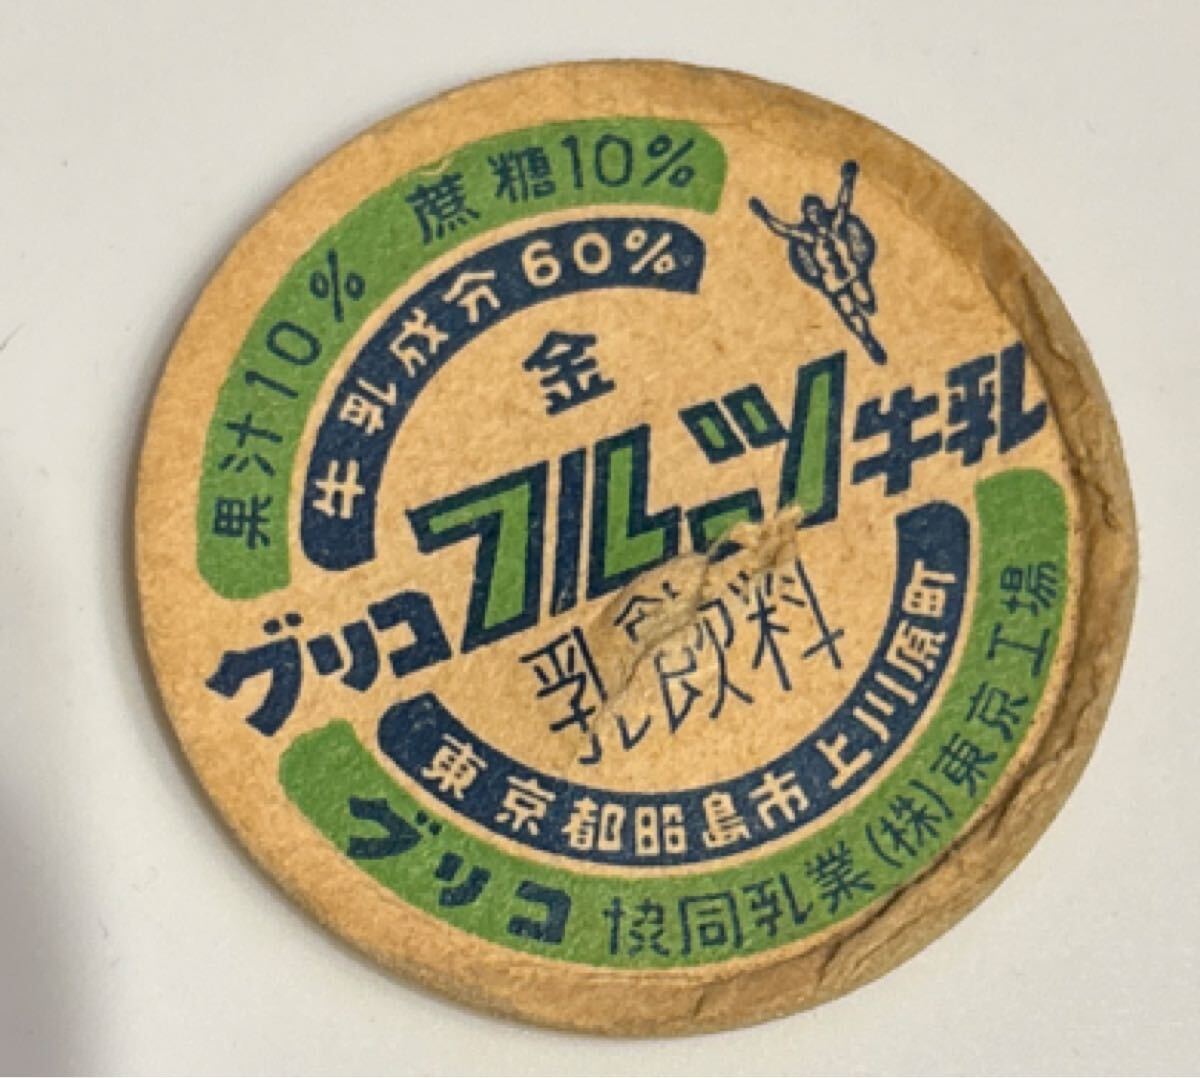 果汁10% 蔗糖10%
牛乳成分60%
金
グリコフルーツ牛乳
乳飲料
東京都昭島市上川原町
グリコ協同乳業(株)東京工場